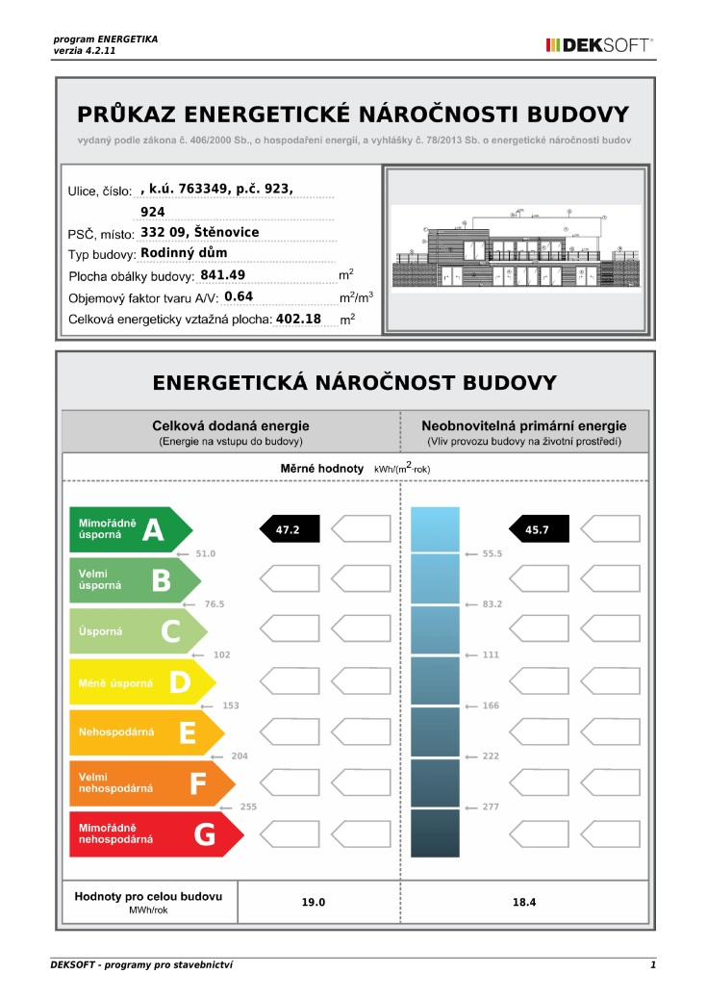 program ENERGETIKA
verzia 4.2.11
DEKSOFT®
PRŮKAZ ENERGETICKÉ NÁROČNOSTI BUDOVY
vydaný podle zákona č. 406/2000 Sb., o hospodaření energií, a vyhlášky č. 78/2013 Sb. o energetické náročnosti budov
Ulice, číslo: , k.ú. 763349, p.č. 923,
924
PSČ, místo: 332 09, Štěnovice
Typ budovy: Rodinný dům
Plocha obálky budovy: 841.49 m²
Objemový faktor tvaru A/V: 0.64 m²/m³
Celková energeticky vztažná plocha: 402.18 m²
ENERGETICKÁ NÁROČNOST BUDOVY
Celková dodaná energie
(Energie na vstupu do budovy)
Neobnovitelná primární energie
(Vliv provozu budovy na životní prostředí)
Měrné hodnoty kWh/(m²·rok)
Mimořádně
úsporná A
47.2
45.7
51.0
55.5
Velmi
úsporná B
76.5
83.2
Úsporná C
102
111
Méně úsporná D
153
166
Nehospodárná E
204
222
Velmi
nehospodárná F
255
277
Mimořádně
nehospodárná G
Hodnoty pro celou budovu
MWh/rok
19.0
18.4
DEKSOFT - programy pro stavebnictví
1